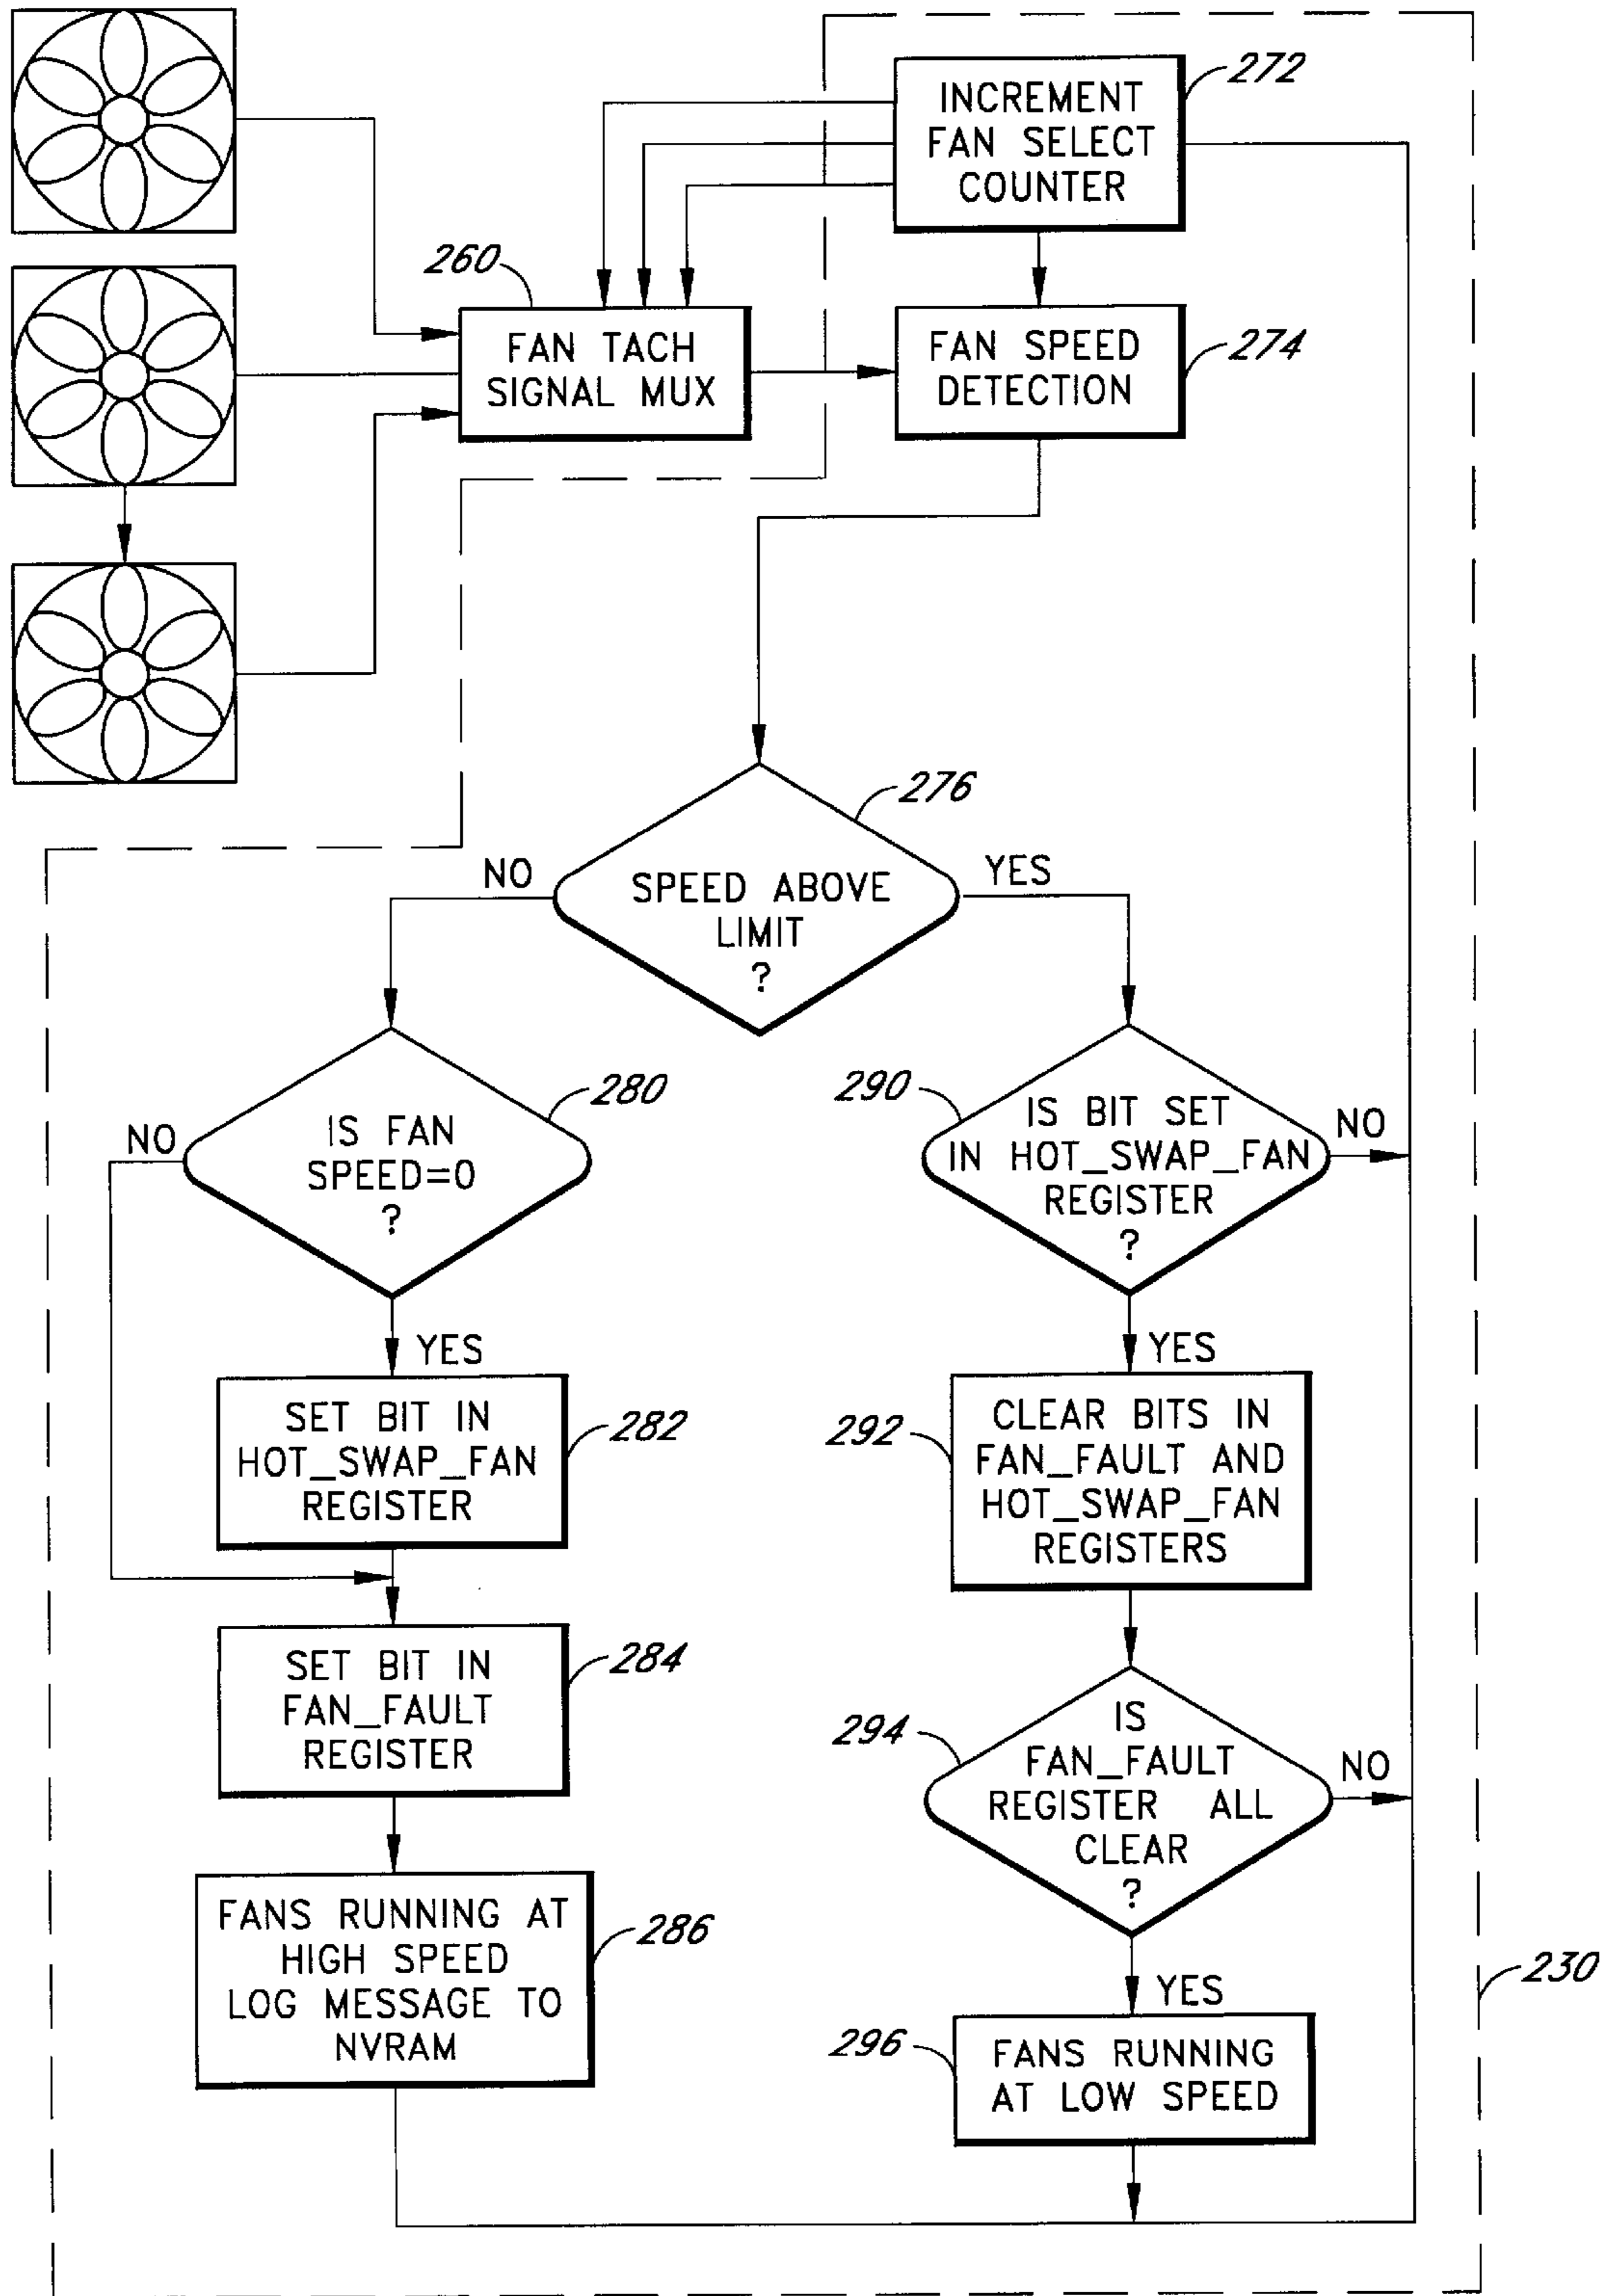 272
INCREMENT
FAN SELECT
COUNTER
260
FAN TACH
SIGNAL MUX
FAN SPEED
DETECTION
274
276
NO
YES
SPEED ABOVE
LIMIT
?
280
NO
IS FAN
SPEED=0
?
290
IS BIT SET
IN HOT_SWAP_FAN
REGISTER
?
NO
YES
YES
SET BIT IN
HOT_SWAP_FAN
REGISTER
282
292
CLEAR BITS IN
FAN_FAULT AND
HOT_SWAP_FAN
REGISTERS
SET BIT IN
FAN_FAULT
REGISTER
284
294
IS
FAN_FAULT
REGISTER ALL
CLEAR
?
NO
FANS RUNNING AT
HIGH SPEED
LOG MESSAGE TO
NVRAM
286
YES
230
296
FANS RUNNING
AT LOW SPEED